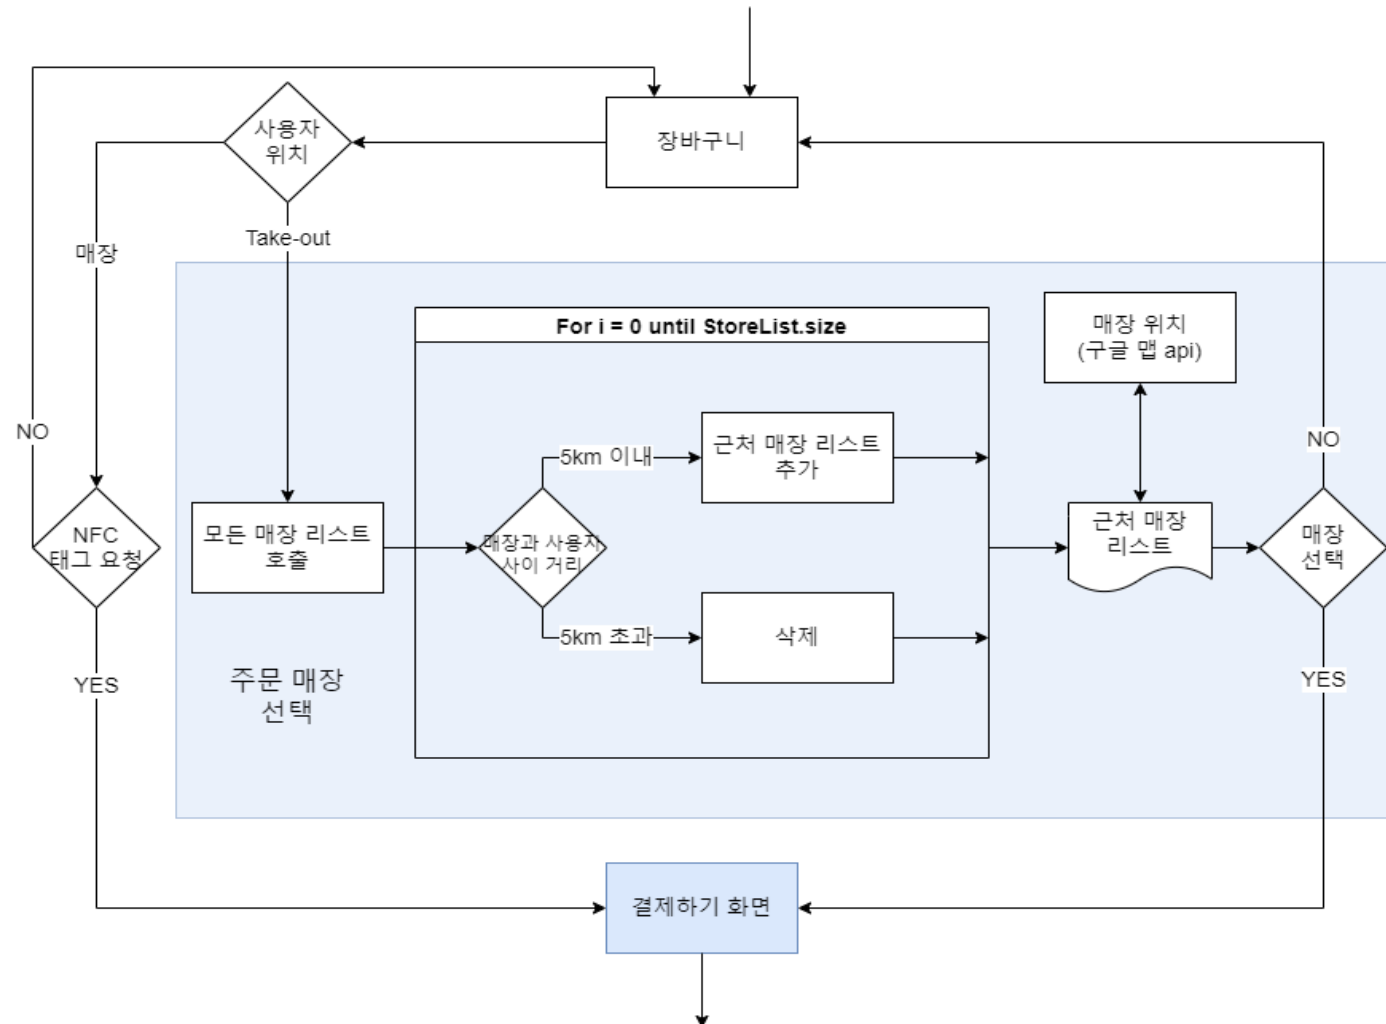 장바구니
사용자
위치
Take-out
매장
For i = 0 until StoreList.size
매장 위치
(구글 맵 api)
NO
NO
5km 이내
근처 매장 리스트
추가
NFC
태그 요청
모든 매장 리스트
호출
매장과 사용자
사이 거리
근처 매장
리스트
매장
선택
5km 초과
삭제
주문 매장
선택
YES
YES
결제하기 화면